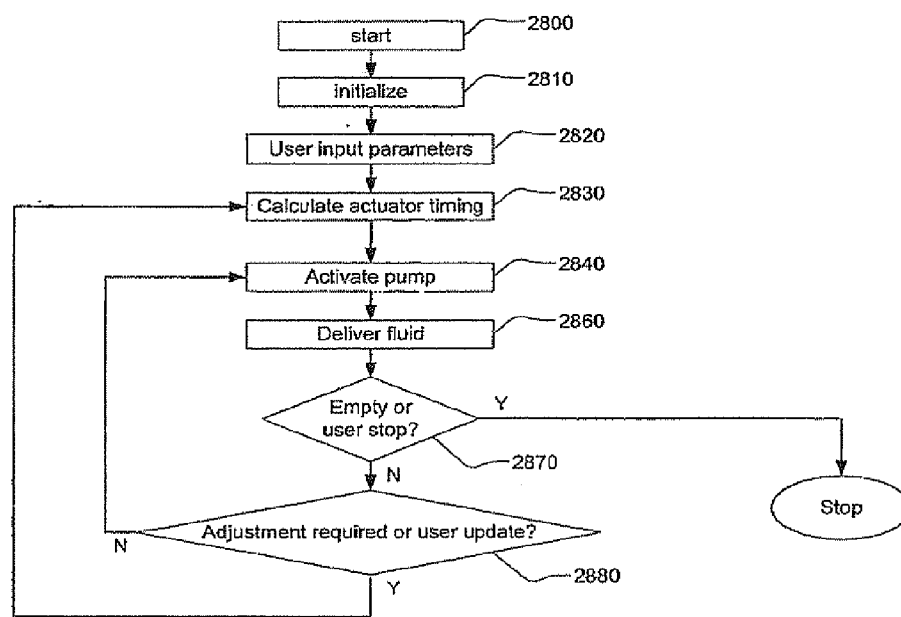 start
2800
initialize
2810
User input parameters
2820
Calculate actuator timing
2830
Activate pump
2840
Deliver fluid
2860
Empty or
user stop?
Y
2870
N
Stop
Adjustment required or user update?
N
2880
Y